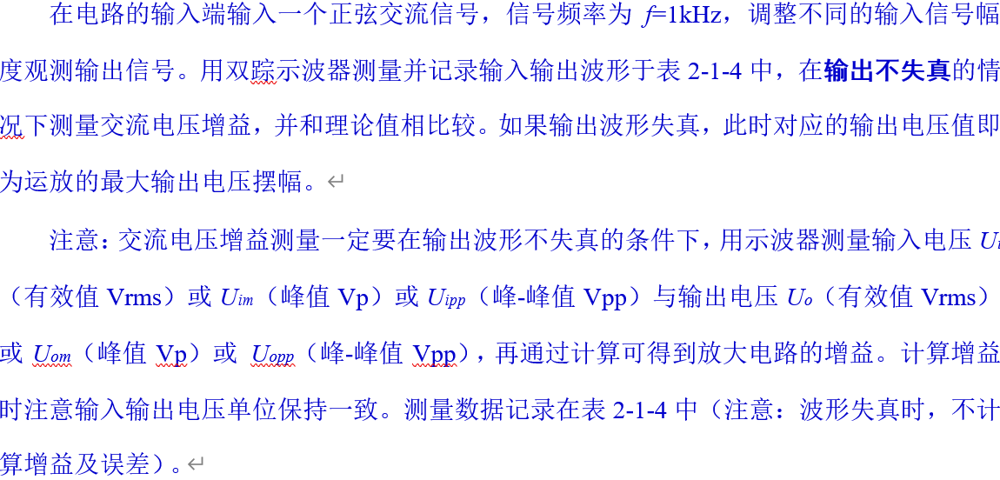 在电路的输入端输入一个正弦交流信号，信号频率为 f=1kHz，调整不同的输入信号幅
度观测输出信号。用双踪示波器测量并记录输入输出波形于表 2-1-4 中，在输出不失真的情
况下测量交流电压增益，并和理论值相比较。如果输出波形失真，此时对应的输出电压值即
为运放的最大输出电压摆幅。↵
注意：交流电压增益测量一定要在输出波形不失真的条件下，用示波器测量输入电压 Ui
（有效值 Vrms）或 Uim（峰值 Vp）或 Uipp（峰-峰值 Vpp）与输出电压 Uo（有效值 Vrms）
或 Uom（峰值 Vp）或 Uopp（峰-峰值 Vpp），再通过计算可得到放大电路的增益。计算增益
时注意输入输出电压单位保持一致。测量数据记录在表 2-1-4 中（注意：波形失真时，不计
算增益及误差）。↵